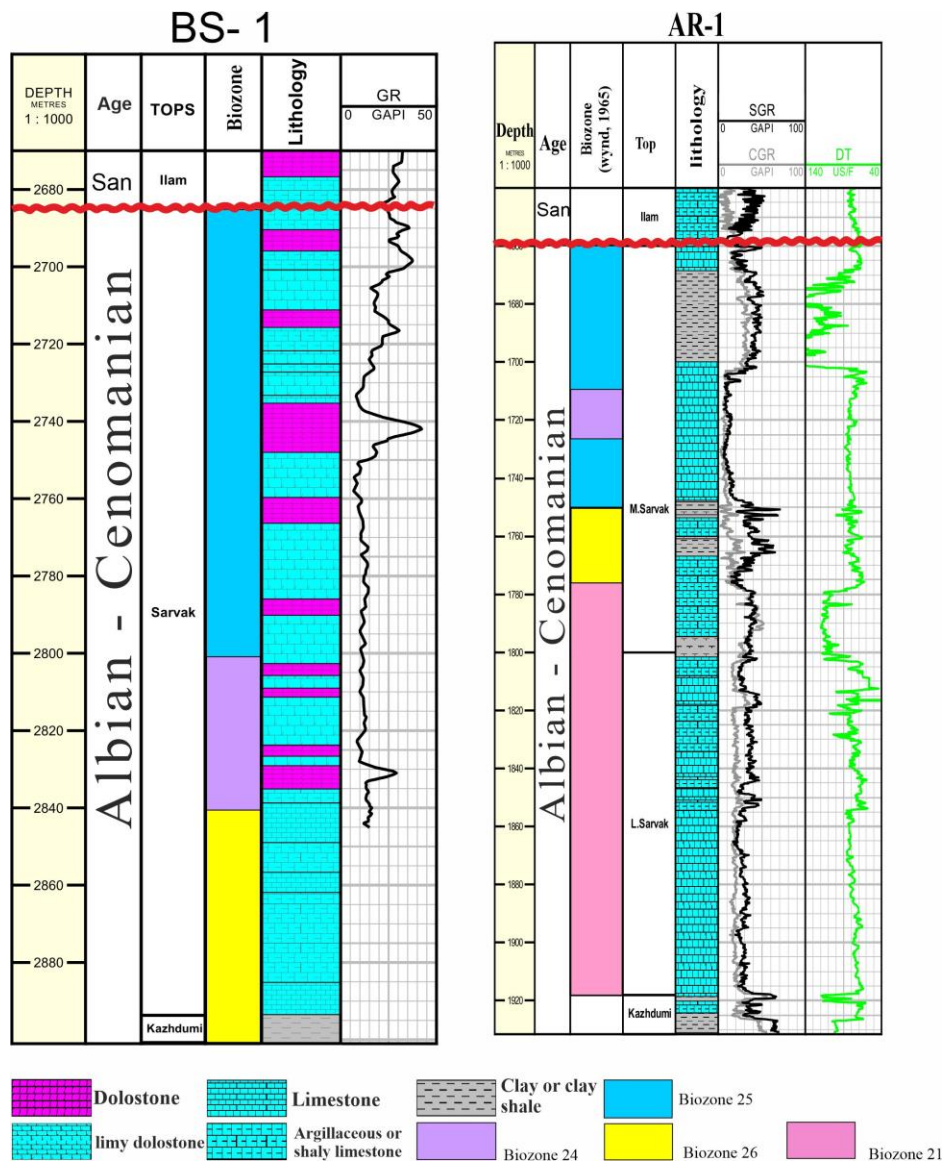 BS- 1
DEPTH
METRES
1 : 1000
Age
TOPS
Biozone
Lithology
GR
0 GAPI 50
San
Ilam
Albian - Cenomanian
Sarvak
Kazhdumi
2680
2700
2720
2740
2760
2780
2800
2820
2840
2860
2880
AR-1
Depth
METRES
1 : 1000
Age
Biozone
(wynd, 1965)
Top
lithology
SGR
0 GAPI 100
CGR
0 GAPI 100
DT
140 US/F 40
San
Ilam
Albian - Cenomanian
M.Sarvak
L.Sarvak
Kazhdumi
1680
1700
1720
1740
1760
1780
1800
1820
1840
1860
1880
1900
1920
Dolostone
Limestone
Clay or clay
shale
Biozone 25
limy dolostone
Argillaceous or
shaly limestone
Biozone 24
Biozone 26
Biozone 21